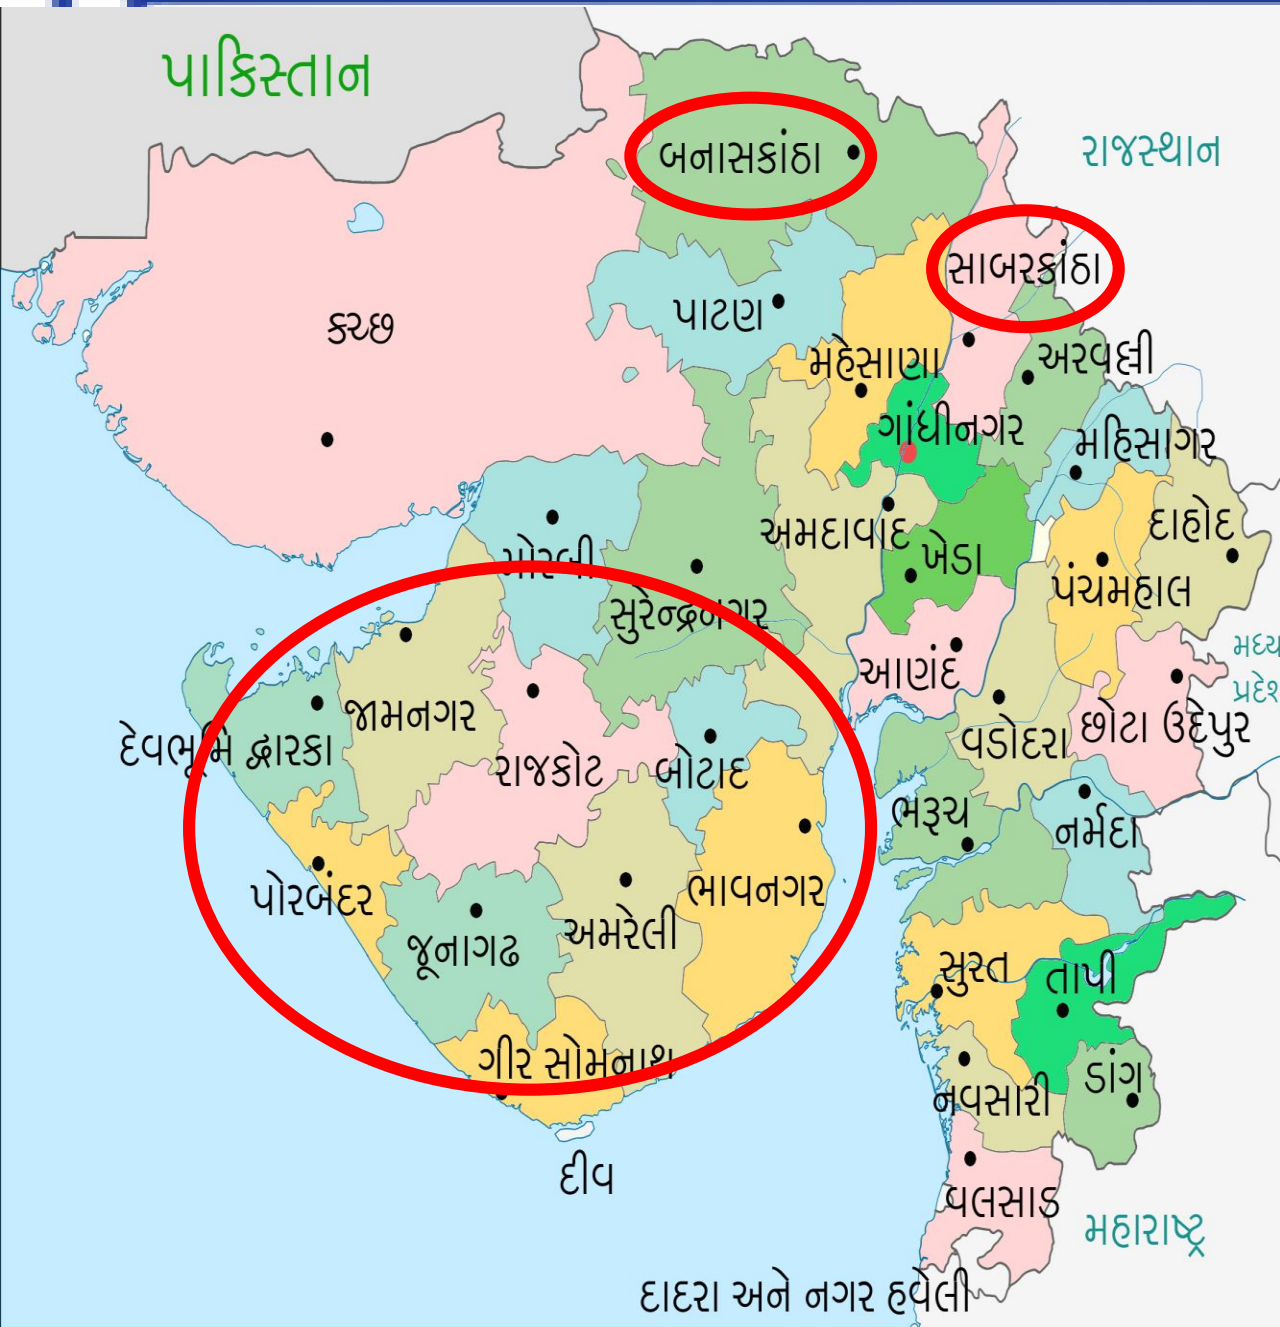 પાકિસ્તાન
બનાસકાંઠા
રાજસ્થાન
સાબરકાંઠા
પાટણ
કચ્છ
મહેસાણા
અરવલ્લી
ગાંધીનગર
મહિસાગર
દાહોદ
અમદાવાદ
ખેડા
મોરબી
પંચમહાલ
સુરેન્દ્રનગર
મધ્ય
પ્રદેશ
આણંદ
જામનગર
દેવભૂમિ દ્વારકા
વડોદરા
છોટા ઉદેપુર
રાજકોટ
બોટાદ
ભરૂચ
નર્મદા
પોરબંદર
ભાવનગર
જૂનાગઢ
અમરેલી
સુરત
તાપી
ગીર સોમનાથ
ડાંગ
નવસારી
દીવ
વલસાડ
મહારાષ્ટ્ર
દાદરા અને નગર હવેલી